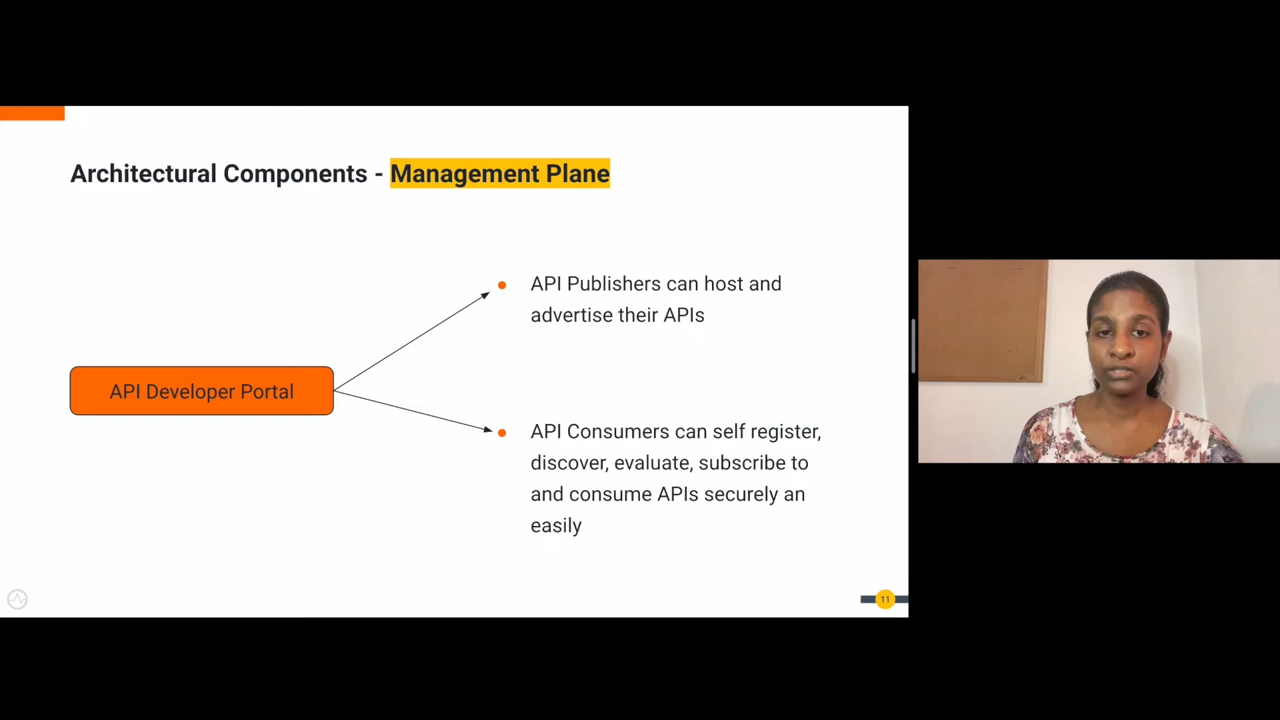 Architectural Components - Management Plane
API Publishers can host and
advertise their APIs
API Developer Portal
API Consumers can self register,
discover, evaluate, subscribe to
and consume APIs securely an
easily
11